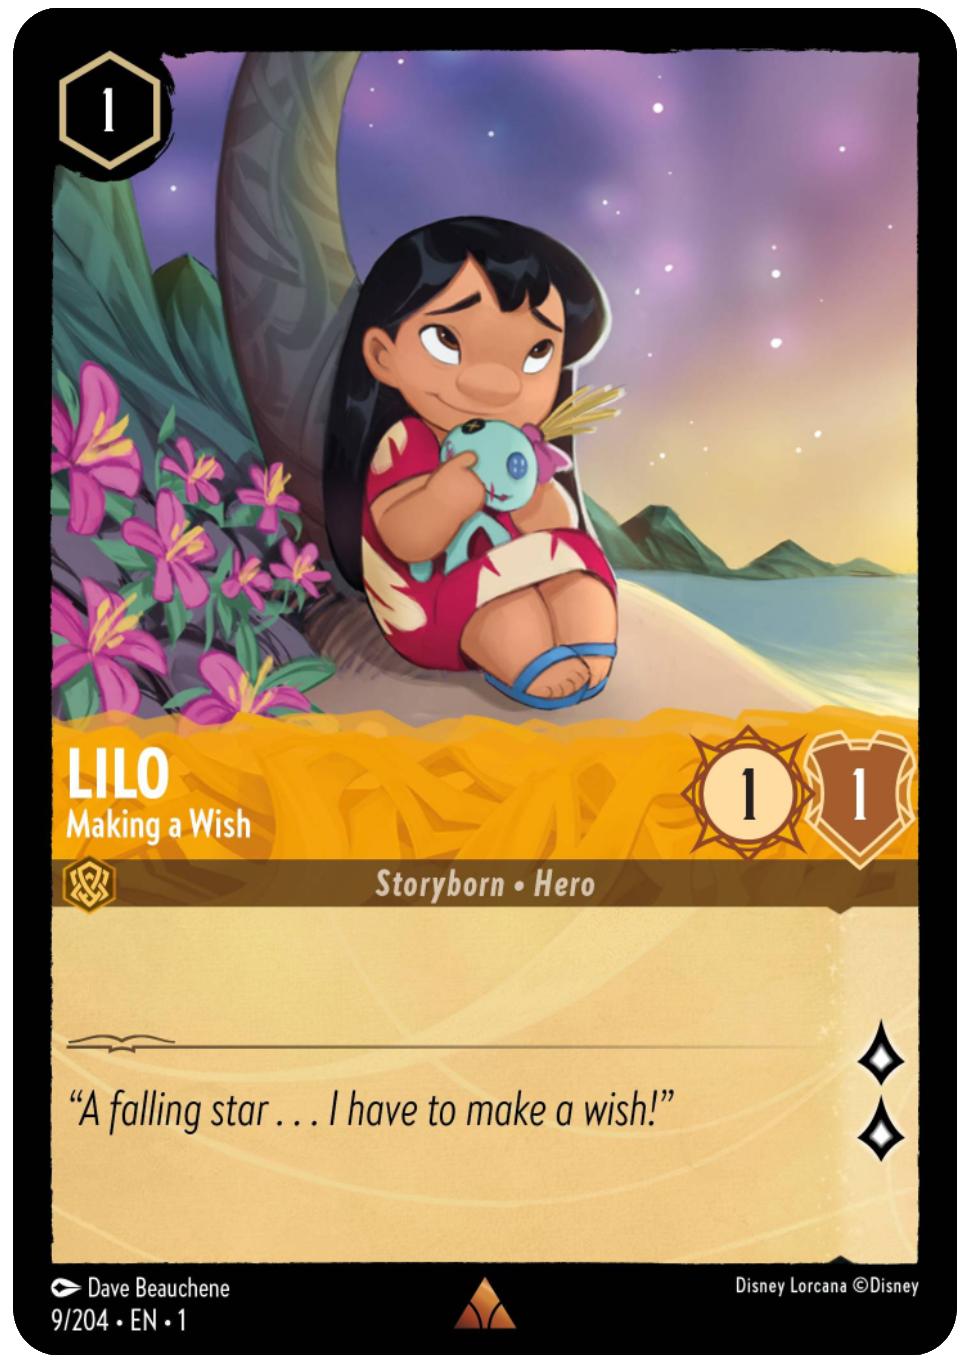 1
LILO
Making a Wish
1 1
Storyborn • Hero
“A falling star . . . I have to make a wish!”
Dave Beauchene
Disney Lorcana ©Disney
9/204 • EN • 1